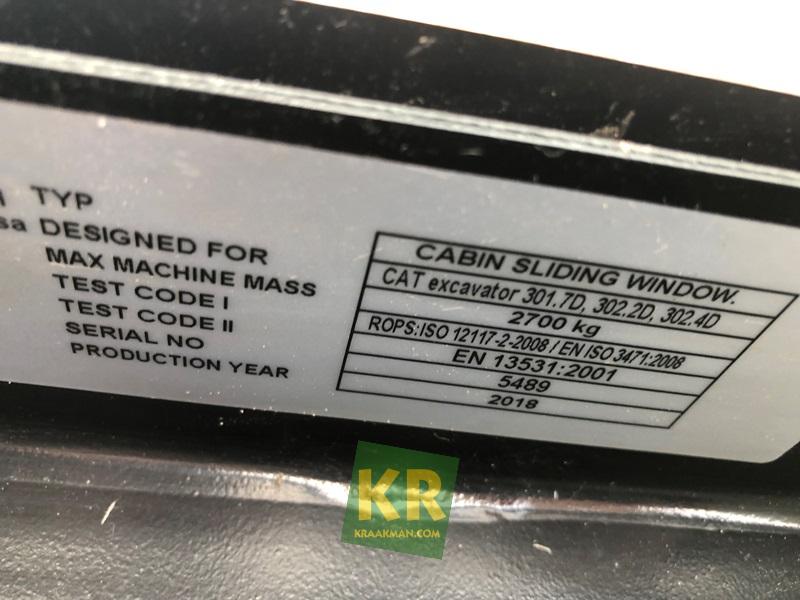 TYP
CABIN SLIDING WINDOW.
DESIGNED FOR
CAT excavator 301.7D, 302.2D, 302.4D
MAX MACHINE MASS
2700 kg
TEST CODE I
ROPS:ISO 12117-2-2008 / EN ISO 3471:2008
TEST CODE II
EN 13531:2001
SERIAL NO
5489
PRODUCTION YEAR
2018
KR
KRAAKMAN.COM